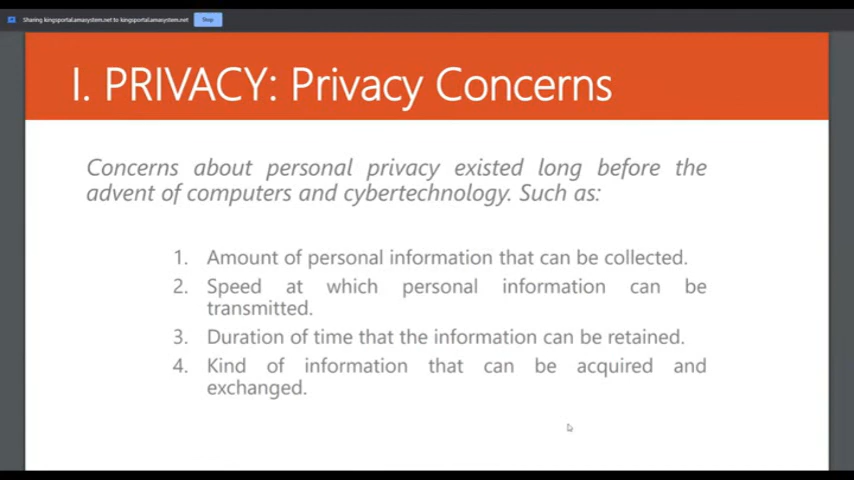 Sharing kingsportal.amasystem.net to kingsportal.amasystem.net Stop
I. PRIVACY: Privacy Concerns
Concerns about personal privacy existed long before the
advent of computers and cybertechnology. Such as:
1. Amount of personal information that can be collected.
2. Speed at which personal information can be
transmitted.
3. Duration of time that the information can be retained.
4. Kind of information that can be acquired and
exchanged.